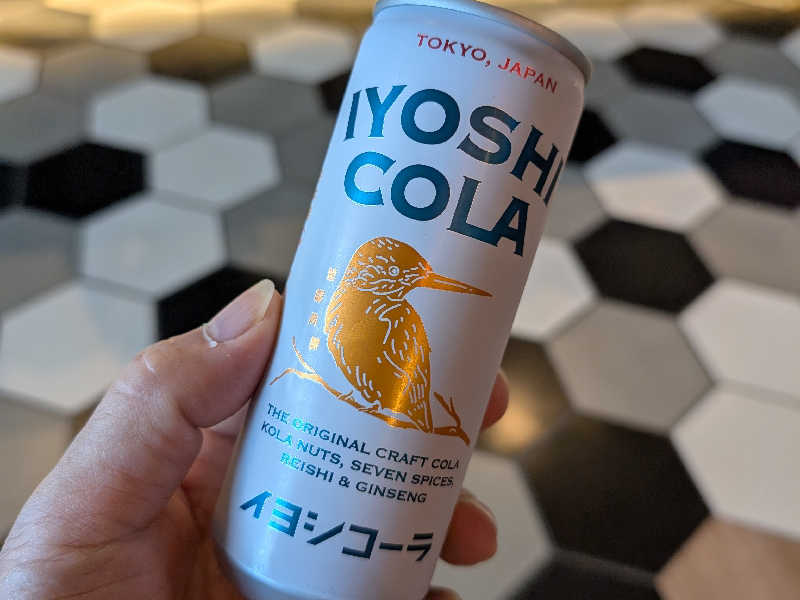 TOKYO, JAPAN
IYOSHI
COLA
THE ORIGINAL CRAFT COLA
KOLA NUTS, SEVEN SPICES,
REISHI & GINSENG
イヨシコーラ